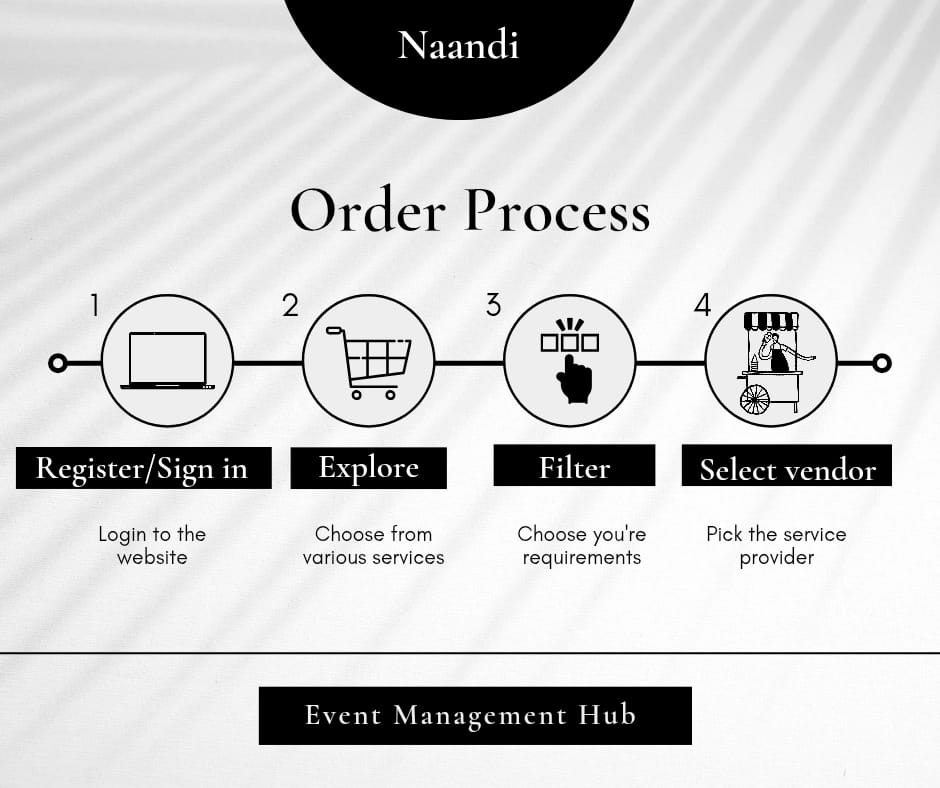 Naandi
Order Process
1
2
3
4
Register/Sign in
Explore
Filter
Select vendor
Login to the
website
Choose from
various services
Choose you're
requirements
Pick the service
provider
Event Management Hub